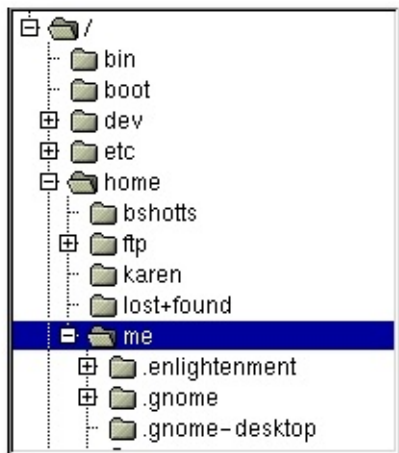 /
bin
boot
dev
etc
home
bshotts
ftp
karen
lost+found
me
.enlightenment
.gnome
.gnome-desktop